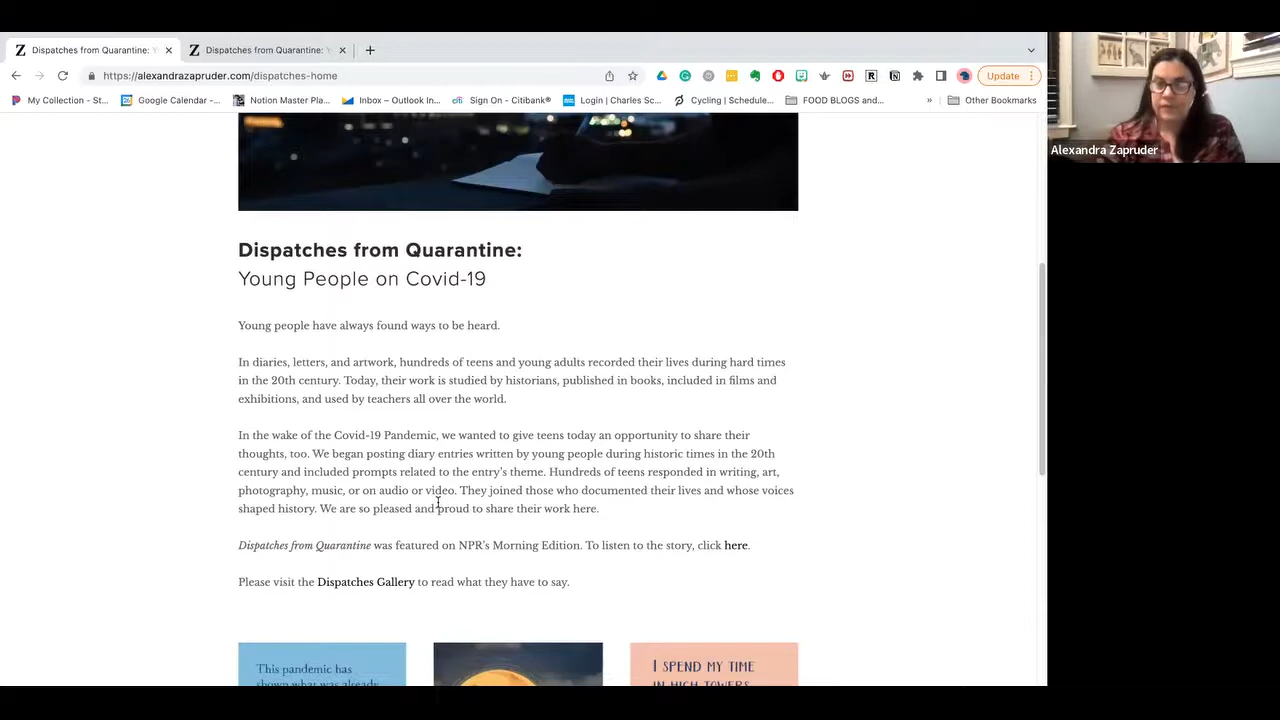 Dispatches from Quarantine: Y
Dispatches from Quarantine: Y
https://alexandrazapruder.com/dispatches-home
Update
My Collection - St...
Google Calendar -...
Notion Master Pla...
Inbox – Outlook In...
citi
Sign On - Citibank®
Login | Charles Sc...
Cycling | Schedule...
FOOD BLOGS and...
»
Other Bookmarks
Alexandra Zapruder
Dispatches from Quarantine:
Young People on Covid-19
Young people have always found ways to be heard.
In diaries, letters, and artwork, hundreds of teens and young adults recorded their lives during hard times
in the 20th century. Today, their work is studied by historians, published in books, included in films and
exhibitions, and used by teachers all over the world.
In the wake of the Covid-19 Pandemic, we wanted to give teens today an opportunity to share their
thoughts, too. We began posting diary entries written by young people during historic times in the 20th
century and included prompts related to the entry's theme. Hundreds of teens responded in writing, art,
photography, music, or on audio or video. They joined those who documented their lives and whose voices
shaped history. We are so pleased and proud to share their work here.
Dispatches from Quarantine was featured on NPR's Morning Edition. To listen to the story, click here.
Please visit the Dispatches Gallery to read what they have to say.
This pandemic has
shown what was already
I SPEND MY TIME
IN HIGH TOWERS